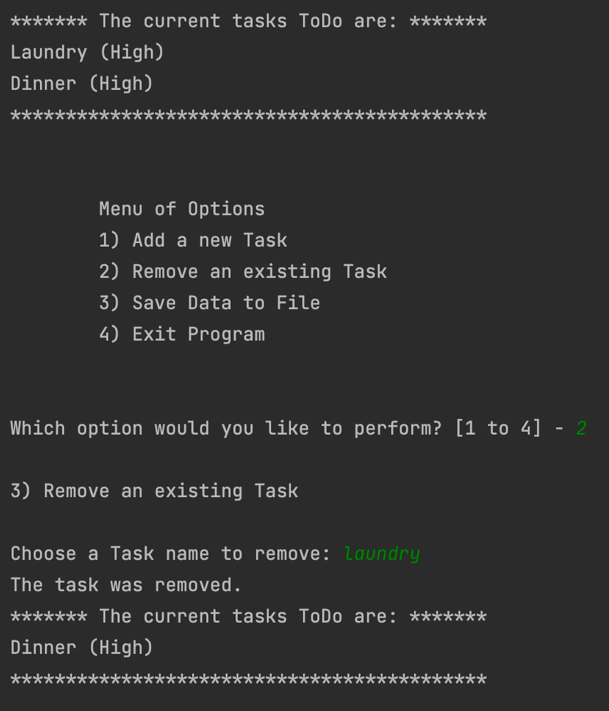 ******* The current tasks ToDo are: *******
Laundry (High)
Dinner (High)
*******************************************
Menu of Options
1) Add a new Task
2) Remove an existing Task
3) Save Data to File
4) Exit Program
Which option would you like to perform? [1 to 4] - 2
3) Remove an existing Task
Choose a Task name to remove: laundry
The task was removed.
******* The current tasks ToDo are: *******
Dinner (High)
*******************************************